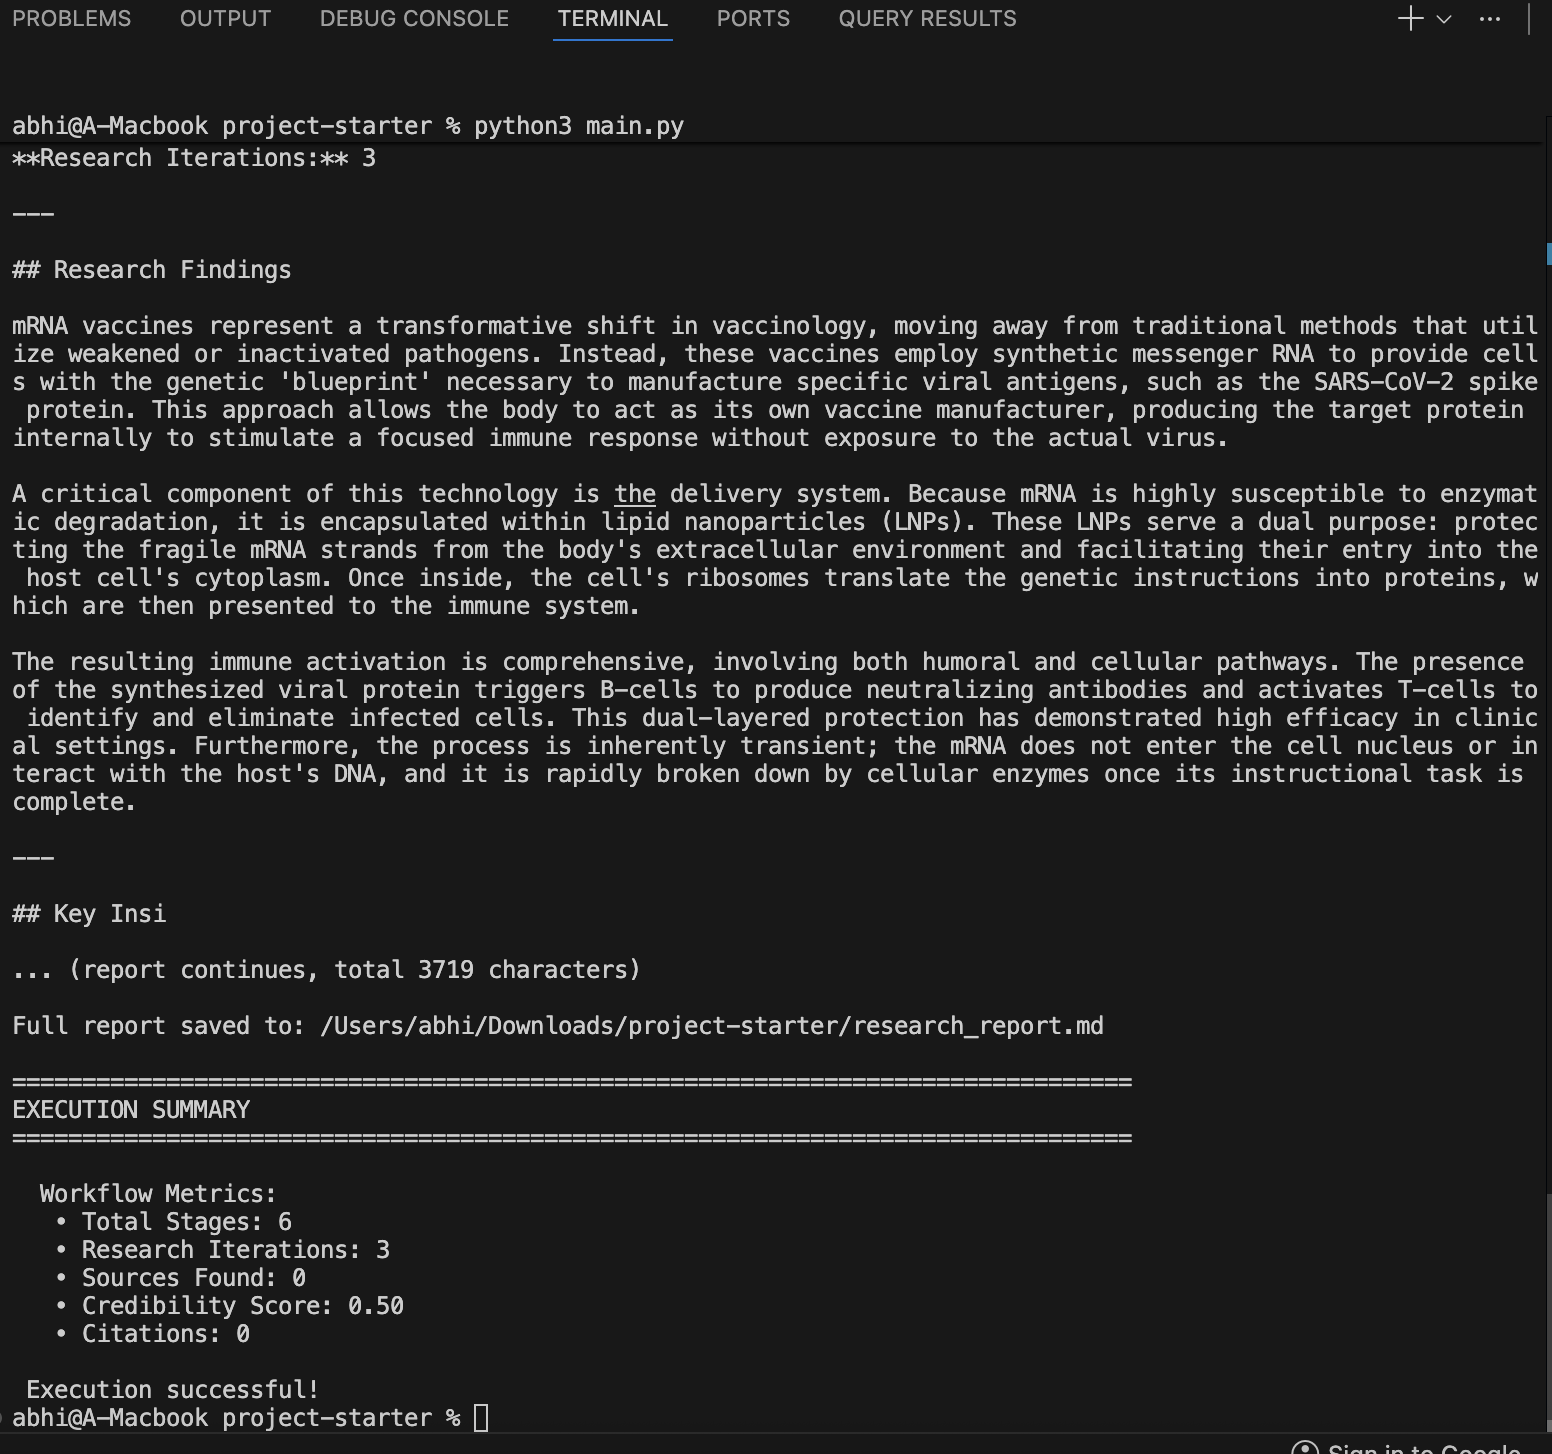 PROBLEMS OUTPUT DEBUG CONSOLE TERMINAL PORTS QUERY RESULTS
abhi@A-Macbook project-starter % python3 main.py
**Research Iterations:** 3
---
## Research Findings
mRNA vaccines represent a transformative shift in vaccinology, moving away from traditional methods that util
ize weakened or inactivated pathogens. Instead, these vaccines employ synthetic messenger RNA to provide cell
s with the genetic 'blueprint' necessary to manufacture specific viral antigens, such as the SARS-CoV-2 spike
 protein. This approach allows the body to act as its own vaccine manufacturer, producing the target protein
internally to stimulate a focused immune response without exposure to the actual virus.
A critical component of this technology is the delivery system. Because mRNA is highly susceptible to enzymat
ic degradation, it is encapsulated within lipid nanoparticles (LNPs). These LNPs serve a dual purpose: protec
ting the fragile mRNA strands from the body's extracellular environment and facilitating their entry into the
 host cell's cytoplasm. Once inside, the cell's ribosomes translate the genetic instructions into proteins, w
hich are then presented to the immune system.
The resulting immune activation is comprehensive, involving both humoral and cellular pathways. The presence
of the synthesized viral protein triggers B-cells to produce neutralizing antibodies and activates T-cells to
 identify and eliminate infected cells. This dual-layered protection has demonstrated high efficacy in clinic
al settings. Furthermore, the process is inherently transient; the mRNA does not enter the cell nucleus or in
teract with the host's DNA, and it is rapidly broken down by cellular enzymes once its instructional task is
complete.
---
## Key Insi
... (report continues, total 3719 characters)
Full report saved to: /Users/abhi/Downloads/project-starter/research_report.md
================================================================================
EXECUTION SUMMARY
================================================================================
Workflow Metrics:
• Total Stages: 6
• Research Iterations: 3
• Sources Found: 0
• Credibility Score: 0.50
• Citations: 0
Execution successful!
abhi@A-Macbook project-starter %
Sign in to Google